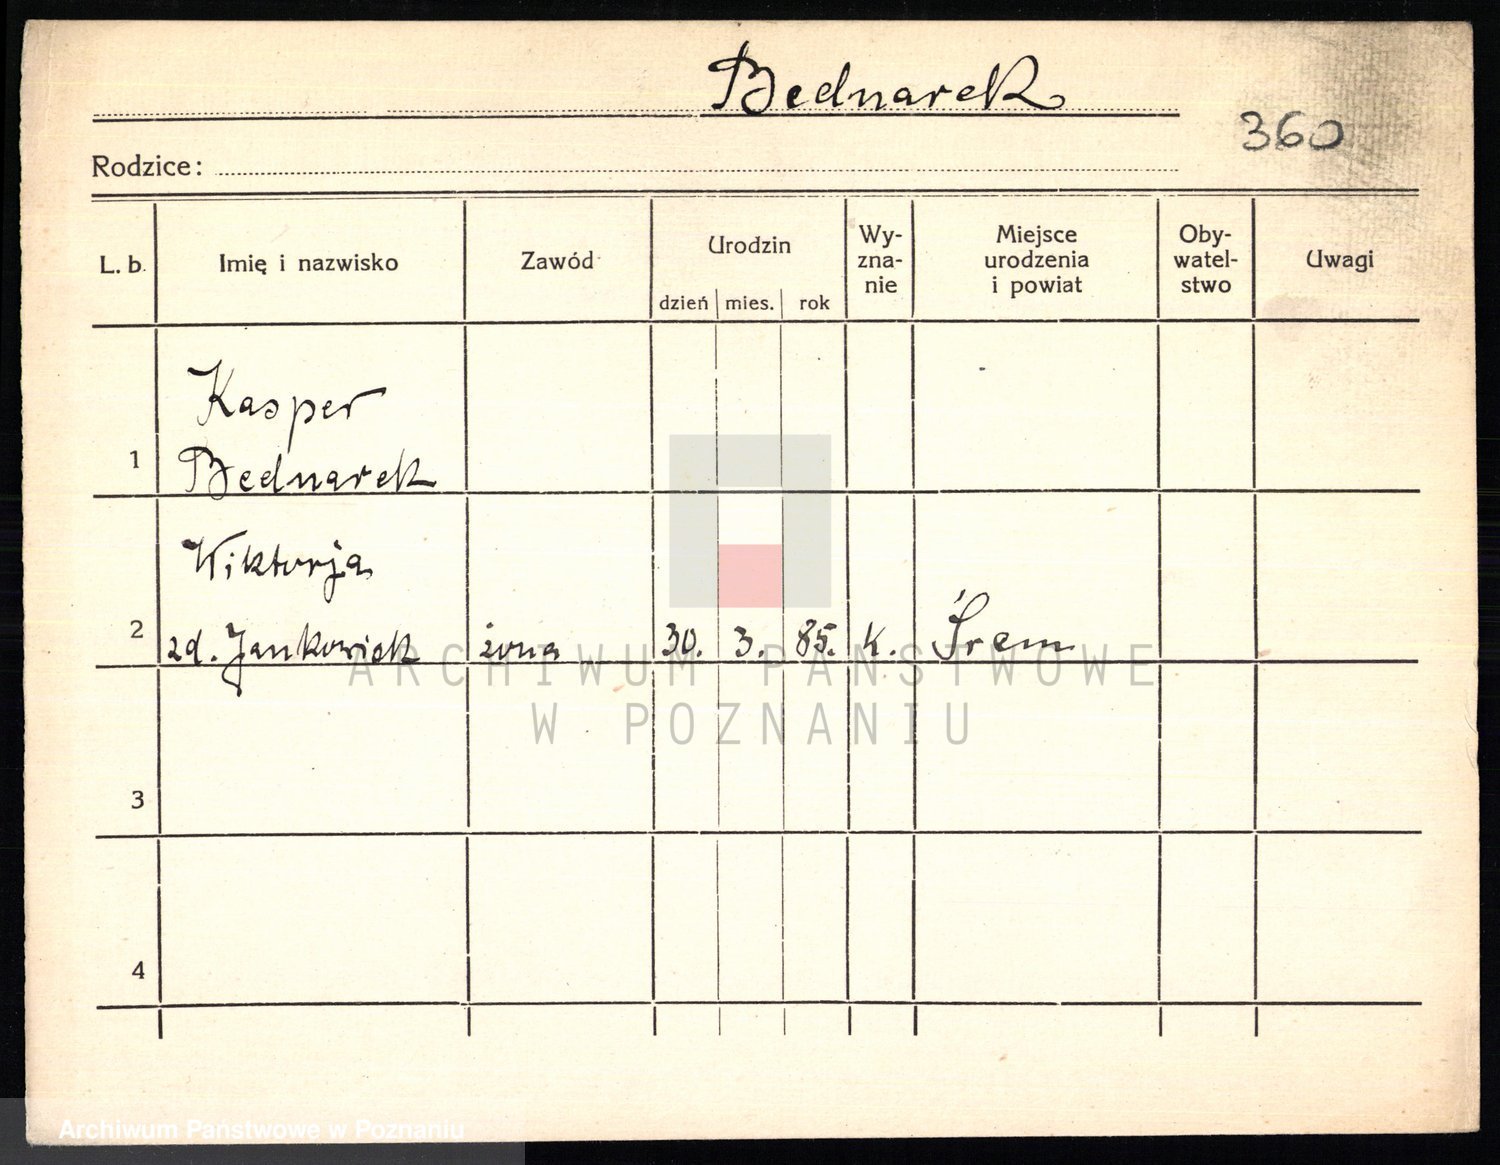 Bednarek
360
Rodzice:
L. b.
Imię i nazwisko
Zawód
Urodzin
dzień
mies.
rok
Wy-
zna-
nie
Miejsce
urodzenia
i powiat
Oby-
watel-
stwo
Uwagi
Kasper
1
Bednarek
Wiktorja
2 zd. Jankowiak żona 30. 3. 85. K. Śrem
ARCHIWUM PAŃSTWOWE
W POZNANIU
3
4
Archiwum Państwowe w Poznaniu